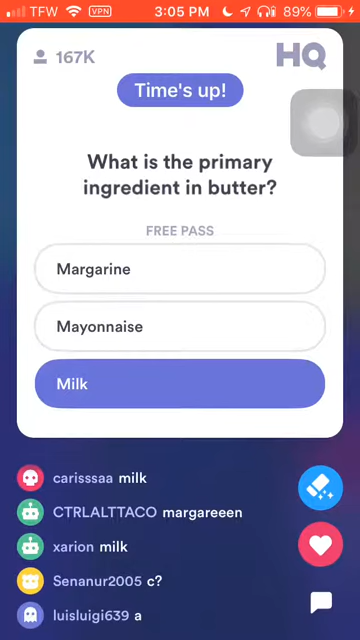 TFW VPN 3:05 PM 89%
167K HQ
Time's up!
What is the primary
ingredient in butter?
FREE PASS
Margarine
Mayonnaise
Milk
carisssaa milk
CTRLALTTACO margareeen
xarion milk
Senanur2005 c?
luisluigi639 a